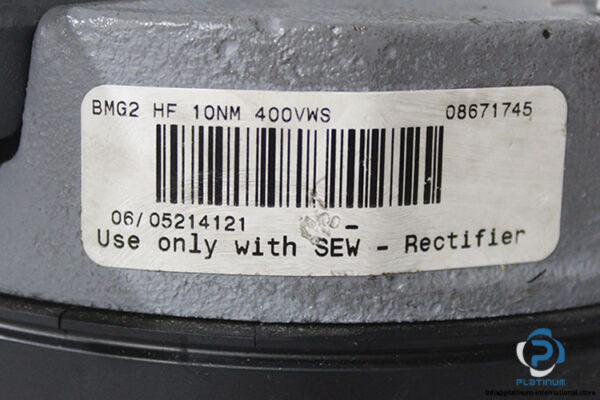 BMG2 HF 10NM 400VWS 08671745
06/05214121 -
Use only with SEW - Rectifier
PLATINUM
info@platinum-international.store